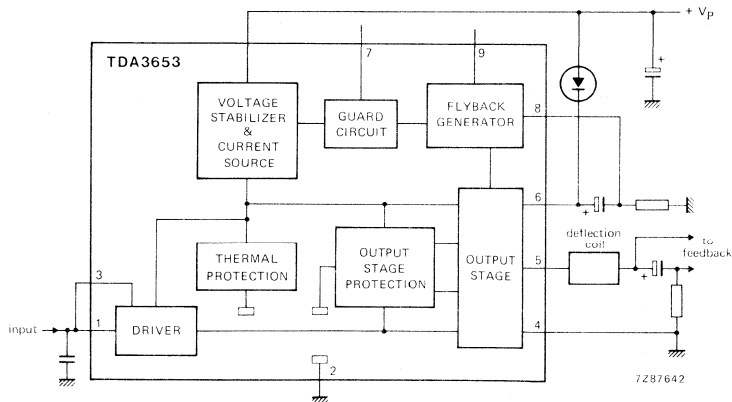 + Vp
TDA3653
7
9
VOLTAGE
STABILIZER
&
CURRENT
SOURCE
GUARD
CIRCUIT
FLYBACK
GENERATOR
8
+
6
+
deflection
coil
to
feedback
THERMAL
PROTECTION
OUTPUT
STAGE
PROTECTION
OUTPUT
STAGE
5
+
3
input
1
DRIVER
4
2
7Z87642